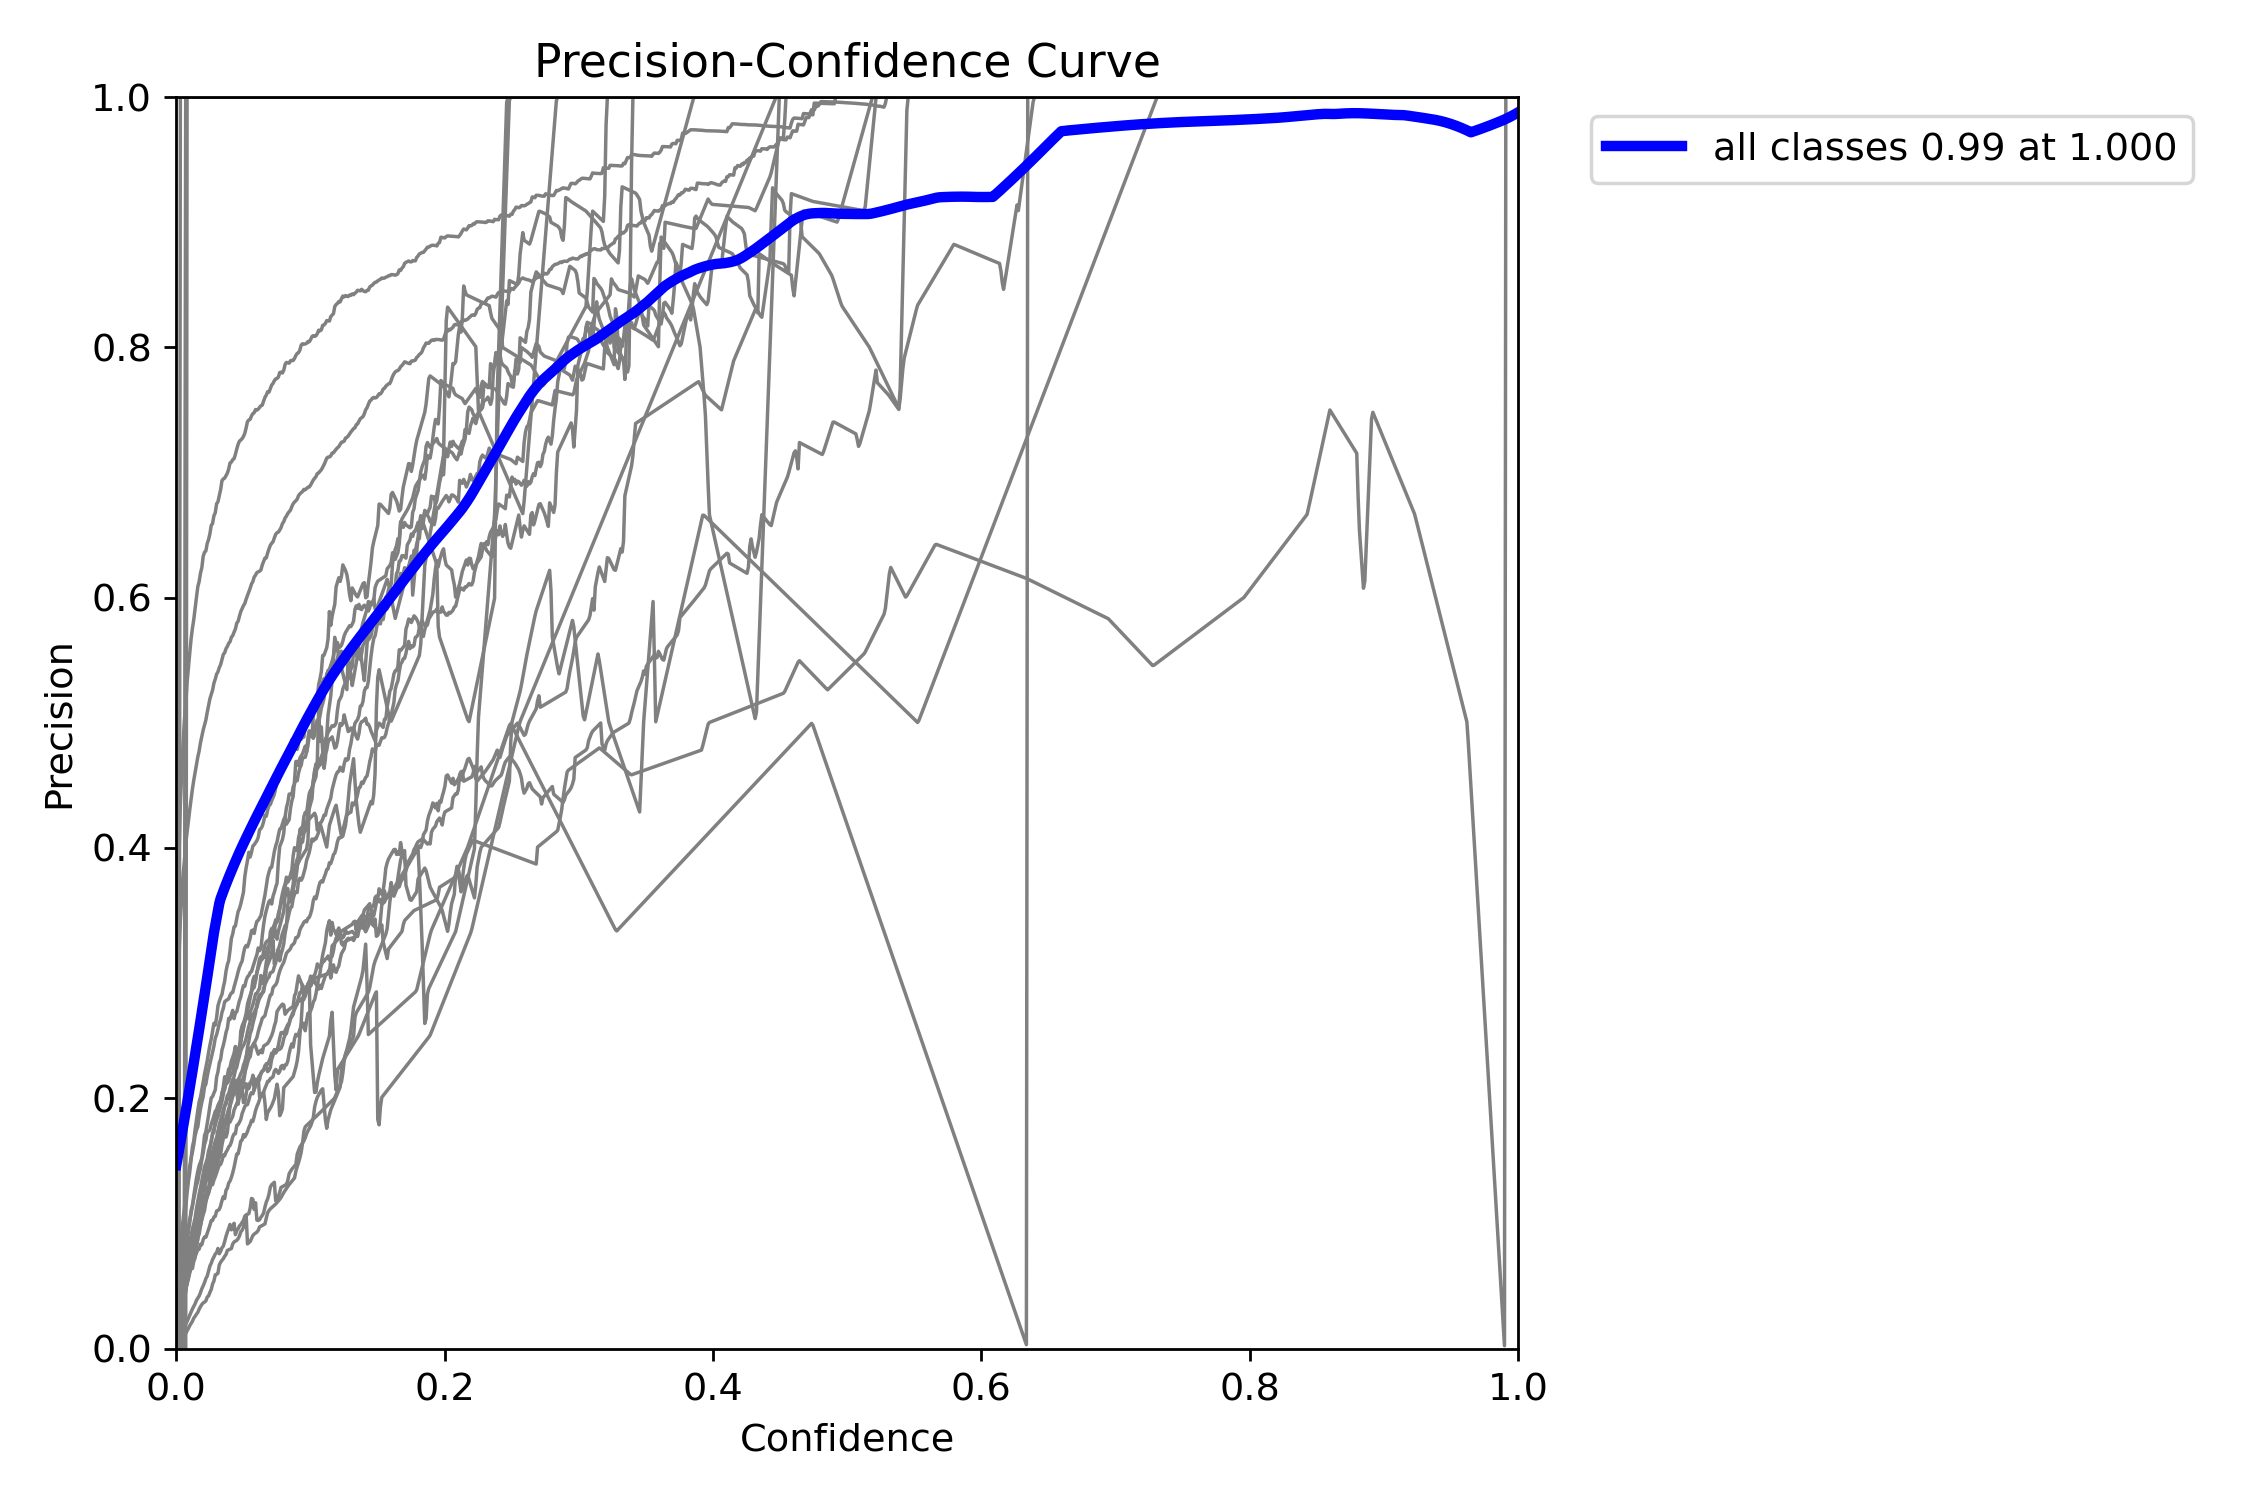 Precision-Confidence Curve
all classes 0.99 at 1.000
Precision
1.0
0.8
0.6
0.4
0.2
0.0
0.0 0.2 0.4 0.6 0.8 1.0
Confidence